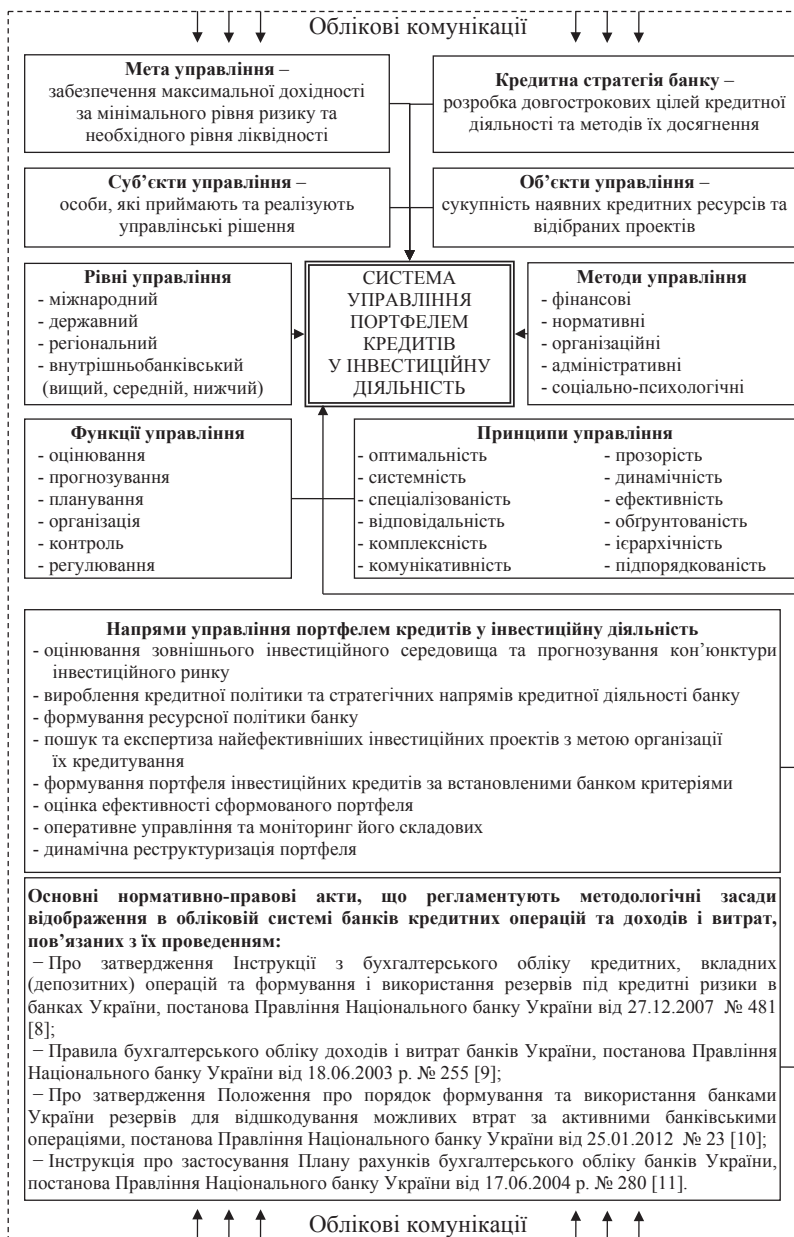 Облікові комунікації
Мета управління –
забезпечення максимальної дохідності
за мінімального рівня ризику та
необхідного рівня ліквідності
Кредитна стратегія банку –
розробка довгострокових цілей кредитної
діяльності та методів їх досягнення
Суб’єкти управління –
особи, які приймають та реалізують
управлінські рішення
Об’єкти управління –
сукупність наявних кредитних ресурсів та
відібраних проектів
Рівні управління
- міжнародний
- державний
- регіональний
- внутрішньобанківський
(вищий, середній, нижчий)
СИСТЕМА
УПРАВЛІННЯ
ПОРТФЕЛЕМ
КРЕДИТІВ
У ІНВЕСТИЦІЙНУ
ДІЯЛЬНІСТЬ
Методи управління
- фінансові
- нормативні
- організаційні
- адміністративні
- соціально-психологічні
Функції управління
- оцінювання
- прогнозування
- планування
- організація
- контроль
- регулювання
Принципи управління
- оптимальність
- системність
- спеціалізованість
- відповідальність
- комплексність
- комунікативність
- прозорість
- динамічність
- ефективність
- обґрунтованість
- ієрархічність
- підпорядкованість
Напрями управління портфелем кредитів у інвестиційну діяльність
- оцінювання зовнішнього інвестиційного середовища та прогнозування кон’юнктури
інвестиційного ринку
- вироблення кредитної політики та стратегічних напрямів кредитної діяльності банку
- формування ресурсної політики банку
- пошук та експертиза найефективніших інвестиційних проектів з метою організації
їх кредитування
- формування портфеля інвестиційних кредитів за встановленими банком критеріями
- оцінка ефективності сформованого портфеля
- оперативне управління та моніторинг його складових
- динамічна реструктуризація портфеля
Основні нормативно-правові акти, що регламентують методологічні засади
відображення в обліковій системі банків кредитних операцій та доходів і витрат,
пов’язаних з їх проведенням:
− Про затвердження Інструкції з бухгалтерського обліку кредитних, вкладних
(депозитних) операцій та формування і використання резервів під кредитні ризики в
банках України, постанова Правління Національного банку України від 27.12.2007 № 481
[8];
− Правила бухгалтерського обліку доходів і витрат банків України, постанова Правління
Національного банку України від 18.06.2003 р. № 255 [9];
− Про затвердження Положення про порядок формування та використання банками
України резервів для відшкодування можливих втрат за активними банківськими
операціями, постанова Правління Національного банку України від 25.01.2012 № 23 [10];
− Інструкція про застосування Плану рахунків бухгалтерського обліку банків України,
постанова Правління Національного банку України від 17.06.2004 р. № 280 [11].
Облікові комунікації